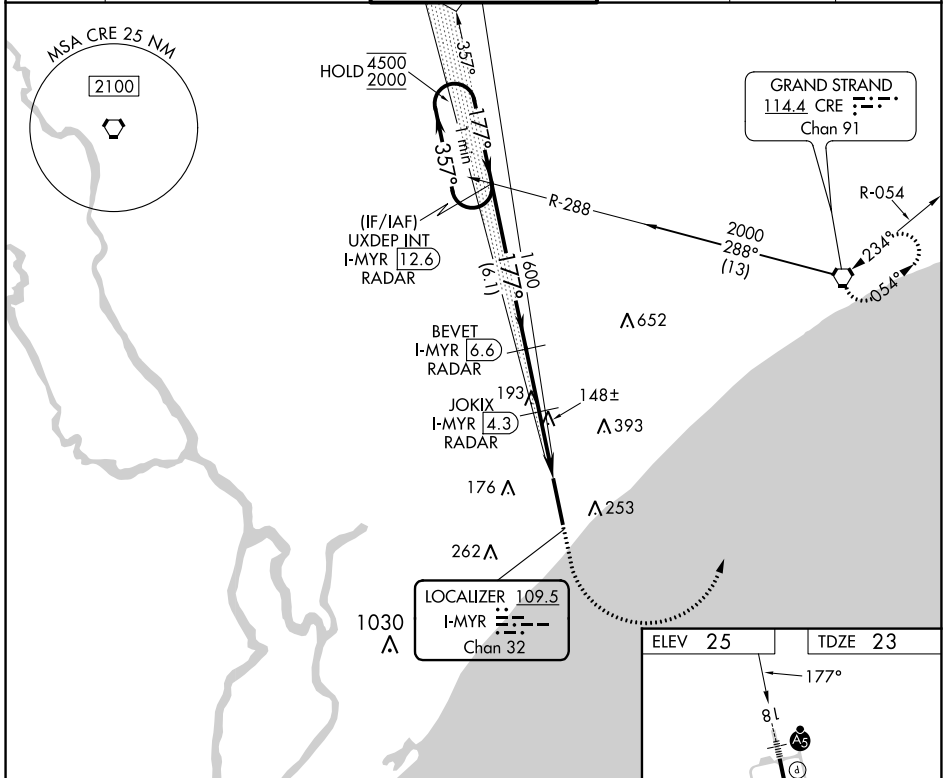 MSA CRE 25 NM
2100
HOLD 4500
2000
357°
177°
1 min
357°
GRAND STRAND
114.4 CRE
Chan 91
R-054
234°
054°
R-288
2000
288°
(13)
(IF/IAF)
UXDEP INT
I-MYR 12.6
RADAR
1600
177°
(6.1)
652
BEVET
I-MYR 6.6
RADAR
193
148±
JOKIX
I-MYR 4.3
RADAR
393
176
253
262
LOCALIZER 109.5
I-MYR
Chan 32
1030
ELEV 25
TDZE 23
177°
18
A5
P